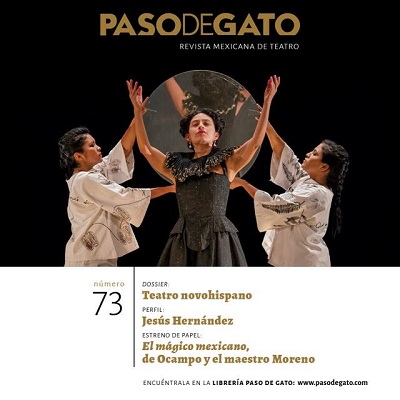 PASODEGATO
REVISTA MEXICANA DE TEATRO
número
73
DOSSIER:
Teatro novohispano
PERFIL:
Jesús Hernández
ESTRENO DE PAPEL:
El mágico mexicano,
de Ocampo y el maestro Moreno
ENCUÉNTRALA EN LA LIBRERÍA PASO DE GATO: www.pasodegato.com